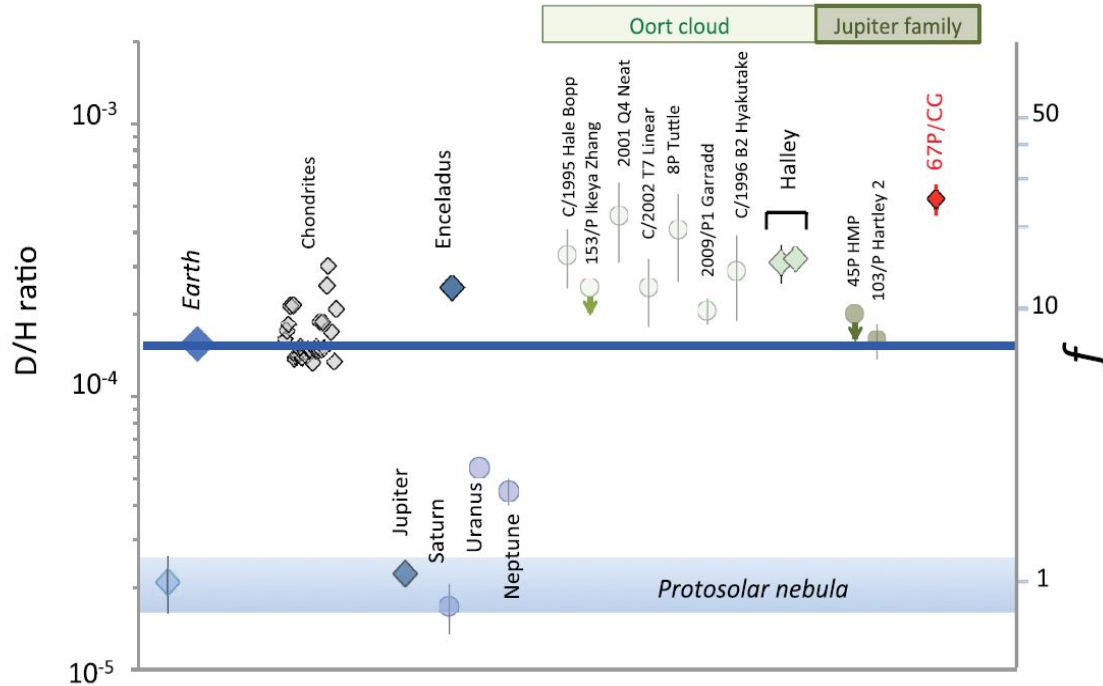 Oort cloud
Jupiter family
D/H ratio
10-3
10-4
10-5
Earth
Chondrites
Enceladus
C/1995 Hale Bopp
153/P Ikeya Zhang
2001 Q4 Neat
C/2002 T7 Linear
8P Tuttle
2009/P1 Garradd
C/1996 B2 Hyakutake
Halley
45P HMP
103/P Hartley 2
67P/CG
50
10
1
f
Jupiter
Saturn
Uranus
Neptune
Protosolar nebula